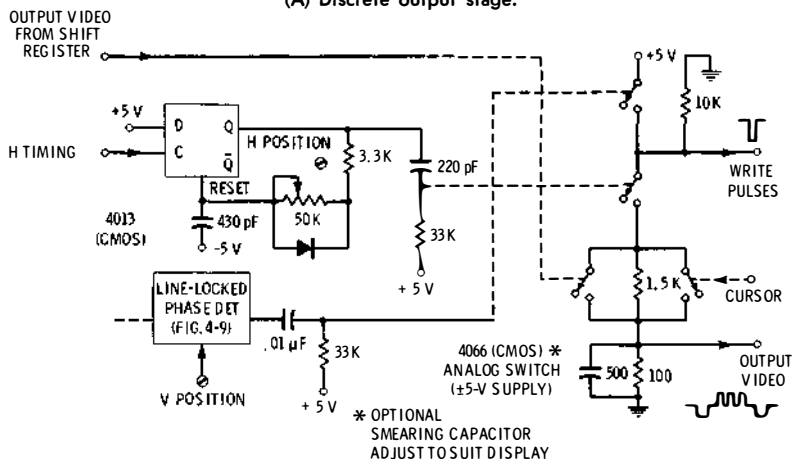 (A) Discrete output stage.
OUTPUT VIDEO
FROM SHIFT
REGISTER
+5 V
10K
+5 V
D
Q
H POSITION
H TIMING
C
Q̅
3.3K
220 pF
WRITE
PULSES
RESET
4013
(CMOS)
430 pF
50K
-5 V
33K
+ 5 V
1.5K
CURSOR
LINE-LOCKED
PHASE DET
(FIG. 4-9)
.01 µF
33K
4066 (CMOS) *
ANALOG SWITCH
(±5-V SUPPLY)
500
100
OUTPUT
VIDEO
V POSITION
+ 5 V
* OPTIONAL
SMEARING CAPACITOR
ADJUST TO SUIT DISPLAY